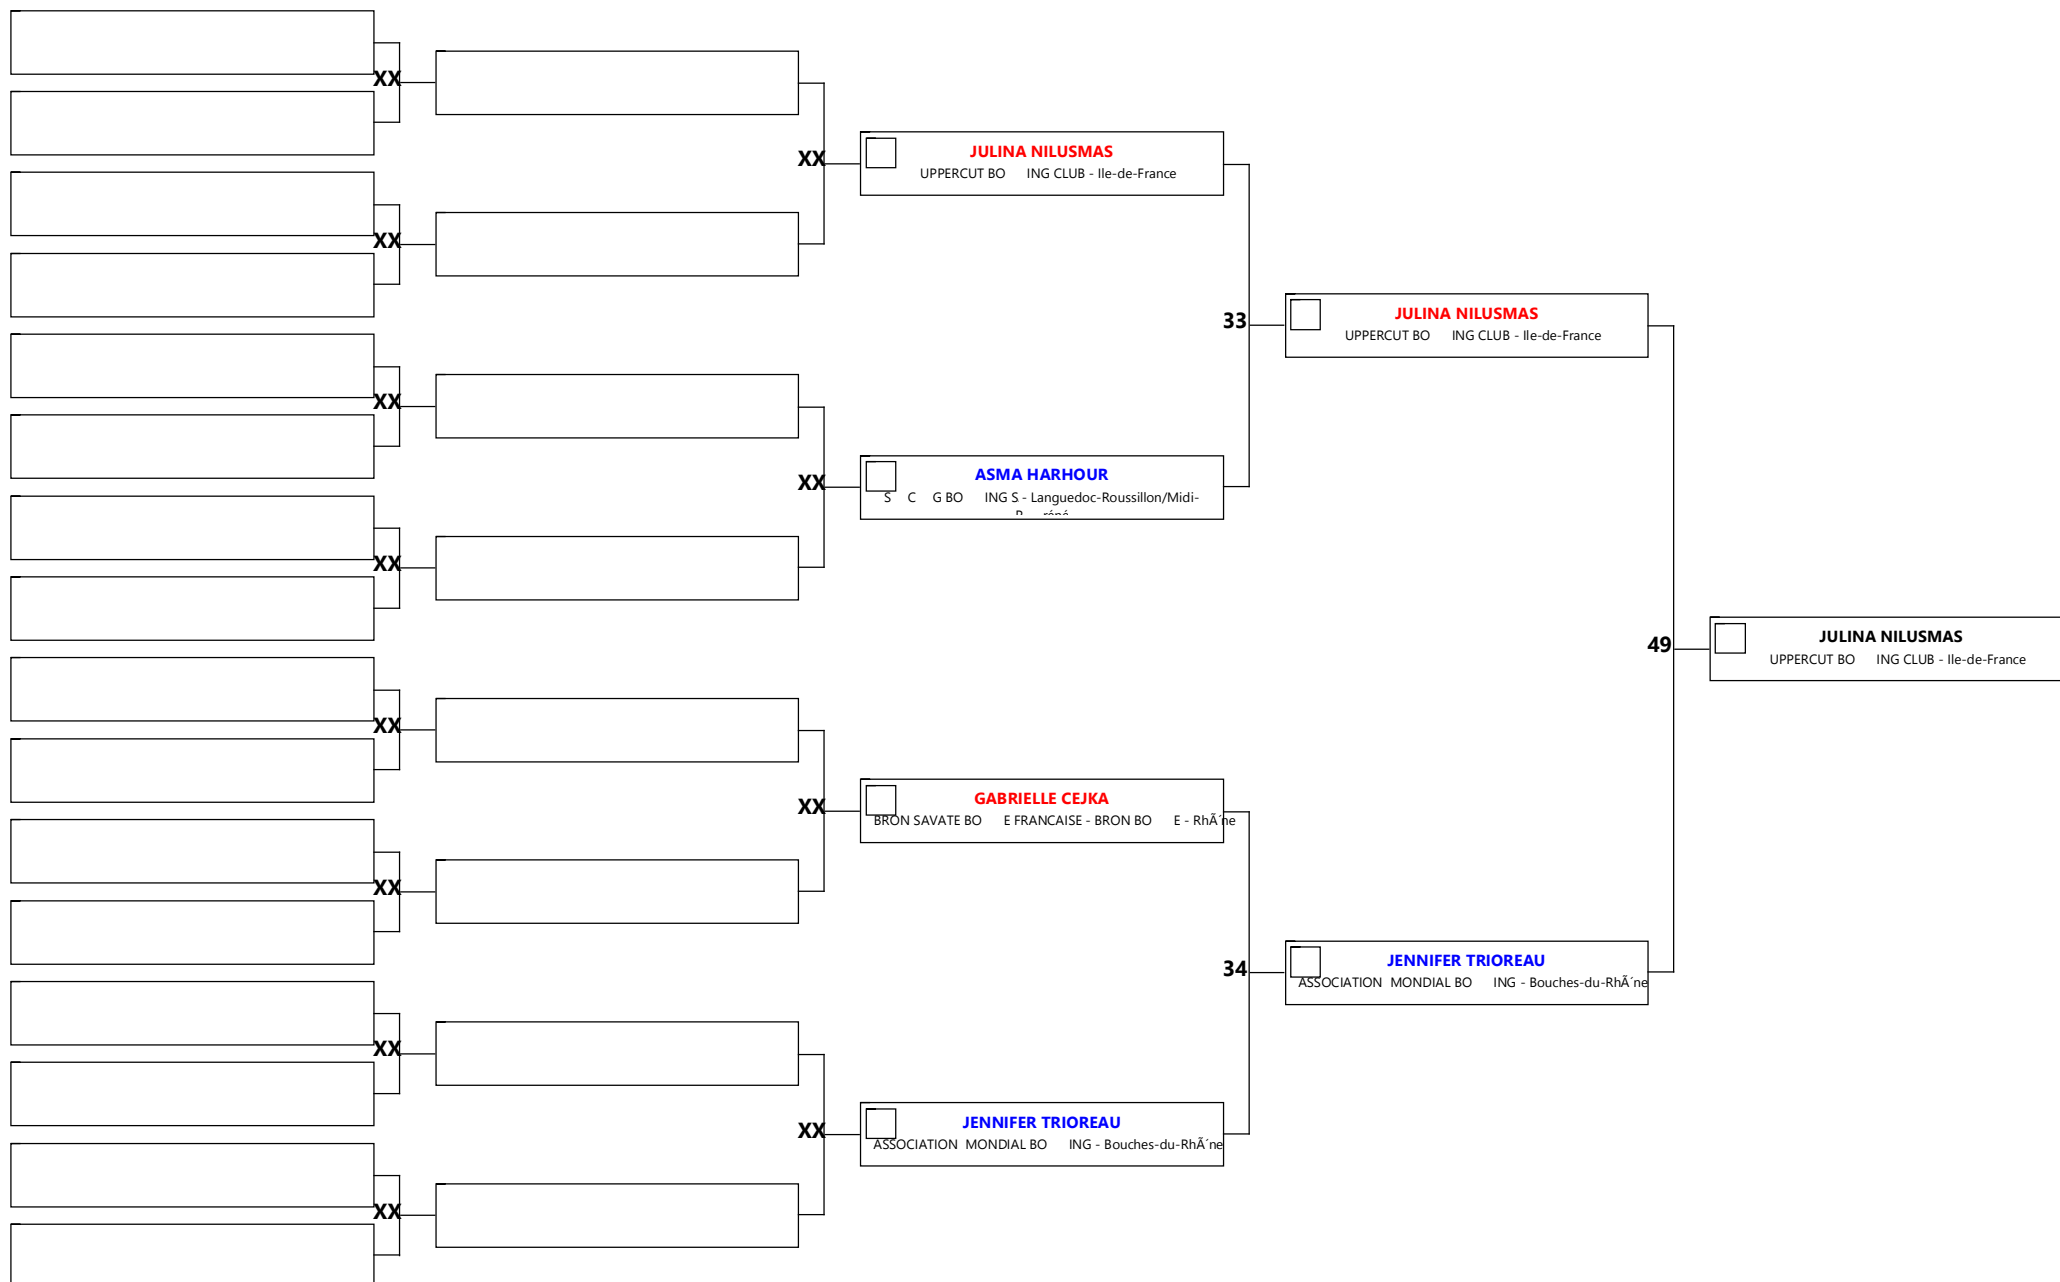 XX
XX
JULINA NILUSMAS
UPPERCUT BO ING CLUB - Ile-de-France
XX
33
JULINA NILUSMAS
UPPERCUT BO ING CLUB - Ile-de-France
XX
XX
ASMA HARHOUR
S C G BO ING S - Languedoc-Roussillon/Midi-
XX
49
JULINA NILUSMAS
UPPERCUT BO ING CLUB - Ile-de-France
XX
XX
GABRIELLE CEJKA
BRON SAVATE BO E FRANCAISE - BRON BO E - RhÃ´ne
XX
34
JENNIFER TRIOREAU
ASSOCIATION MONDIAL BO ING - Bouches-du-RhÃ´ne
XX
XX
JENNIFER TRIOREAU
ASSOCIATION MONDIAL BO ING - Bouches-du-RhÃ´ne
XX